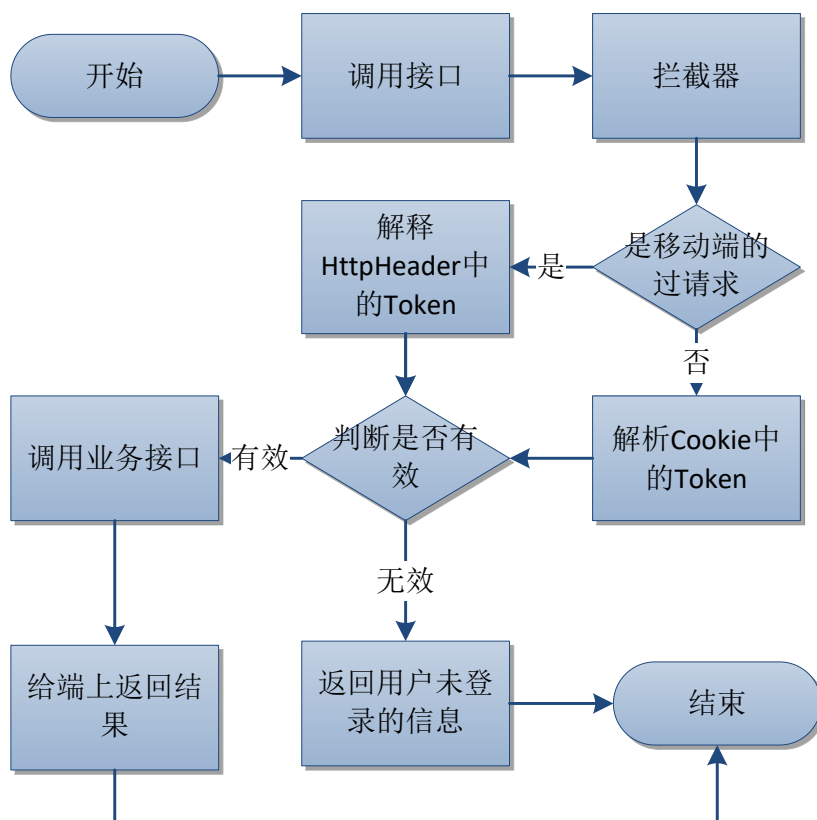 开始
调用接口
拦截器
解释
HttpHeader中
的Token
是
是移动端的
过请求
否
调用业务接口
有效
判断是否有
效
解析Cookie中
的Token
无效
给端上返回结
果
返回用户未登
录的信息
结束